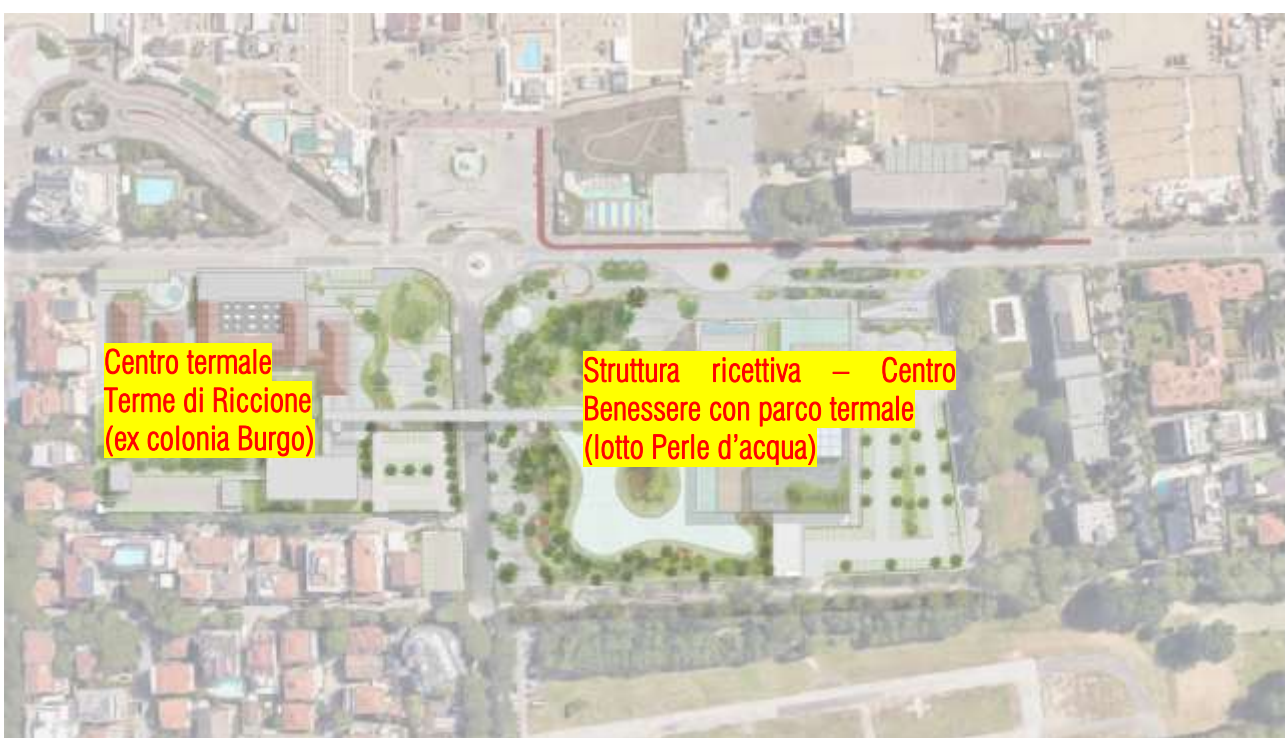 Centro termale
Terme di Riccione
(ex colonia Burgo)
Struttura ricettiva – Centro
Benessere con parco termale
(lotto Perle d'acqua)